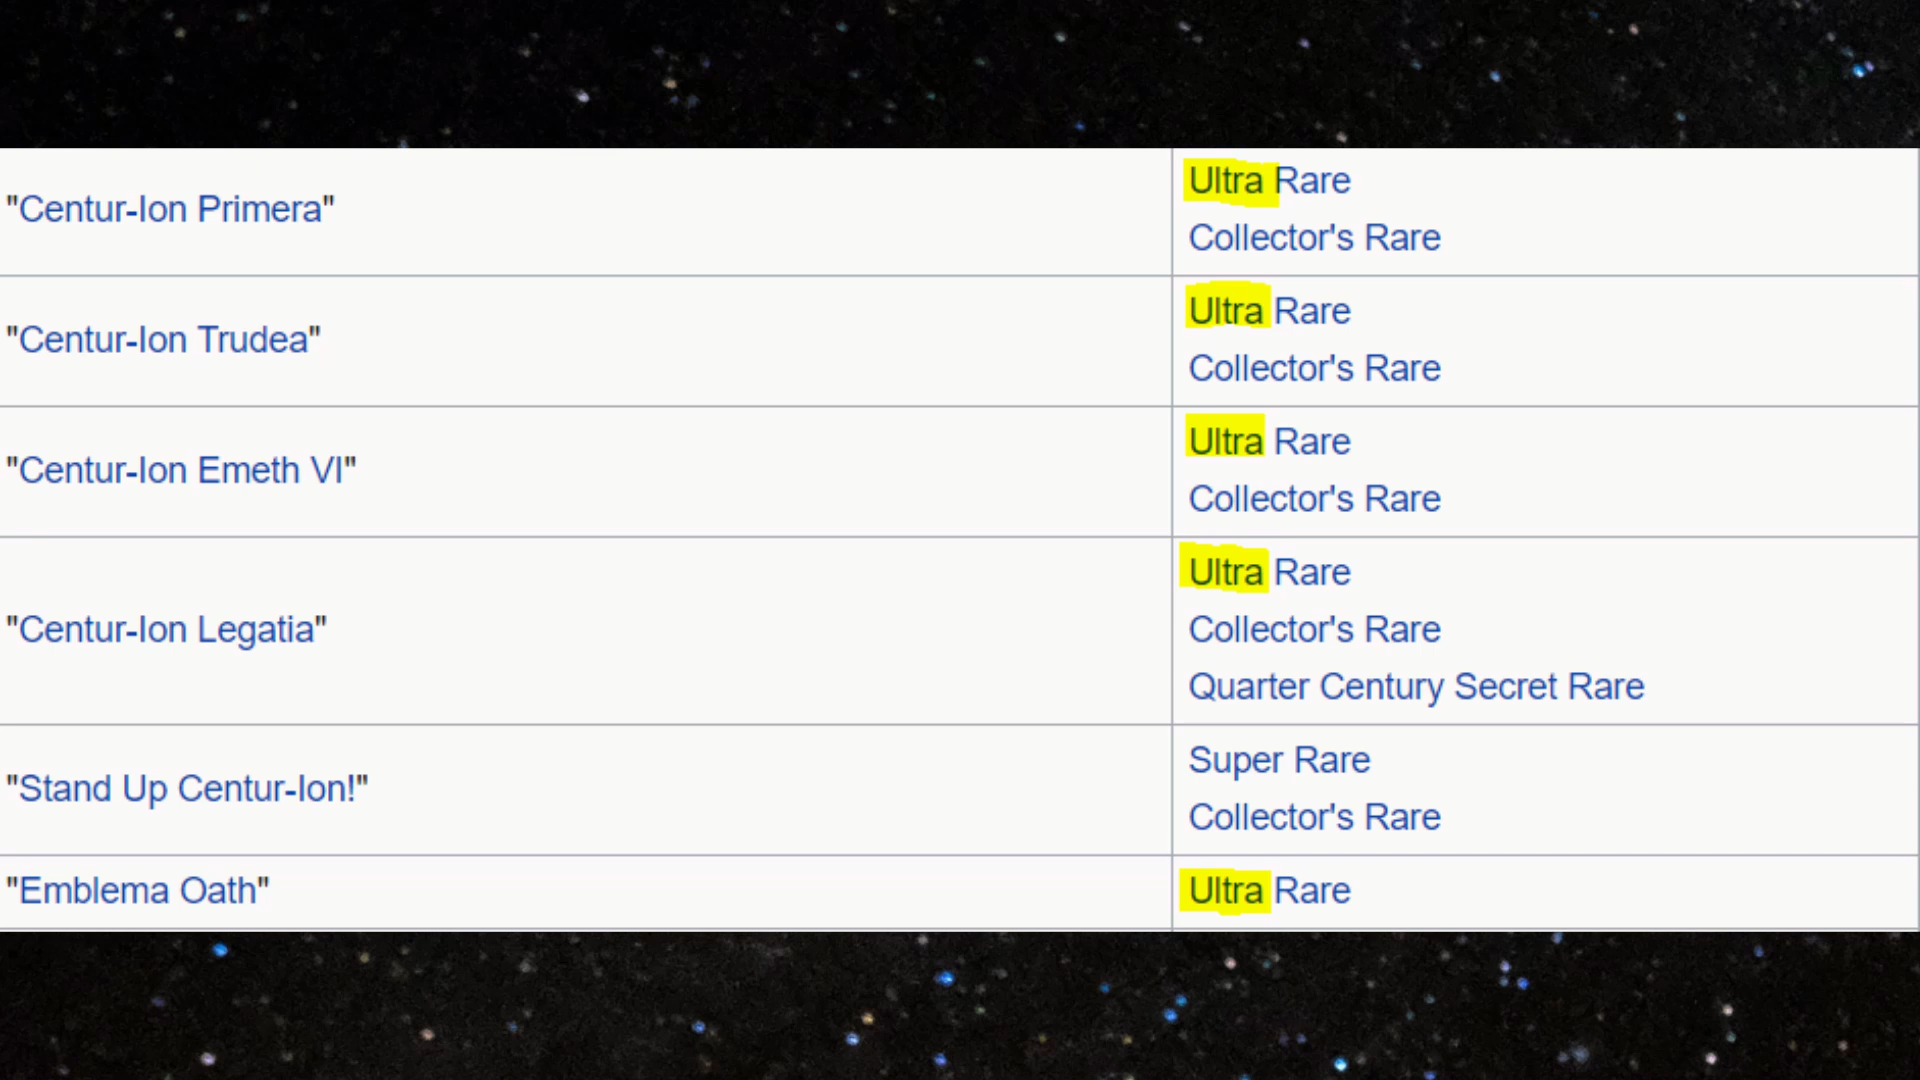 "Centur-Ion Primera"
Ultra Rare
Collector's Rare
"Centur-Ion Trudea"
Ultra Rare
Collector's Rare
"Centur-Ion Emeth VI"
Ultra Rare
Collector's Rare
"Centur-Ion Legatia"
Ultra Rare
Collector's Rare
Quarter Century Secret Rare
"Stand Up Centur-Ion!"
Super Rare
Collector's Rare
"Emblema Oath"
Ultra Rare